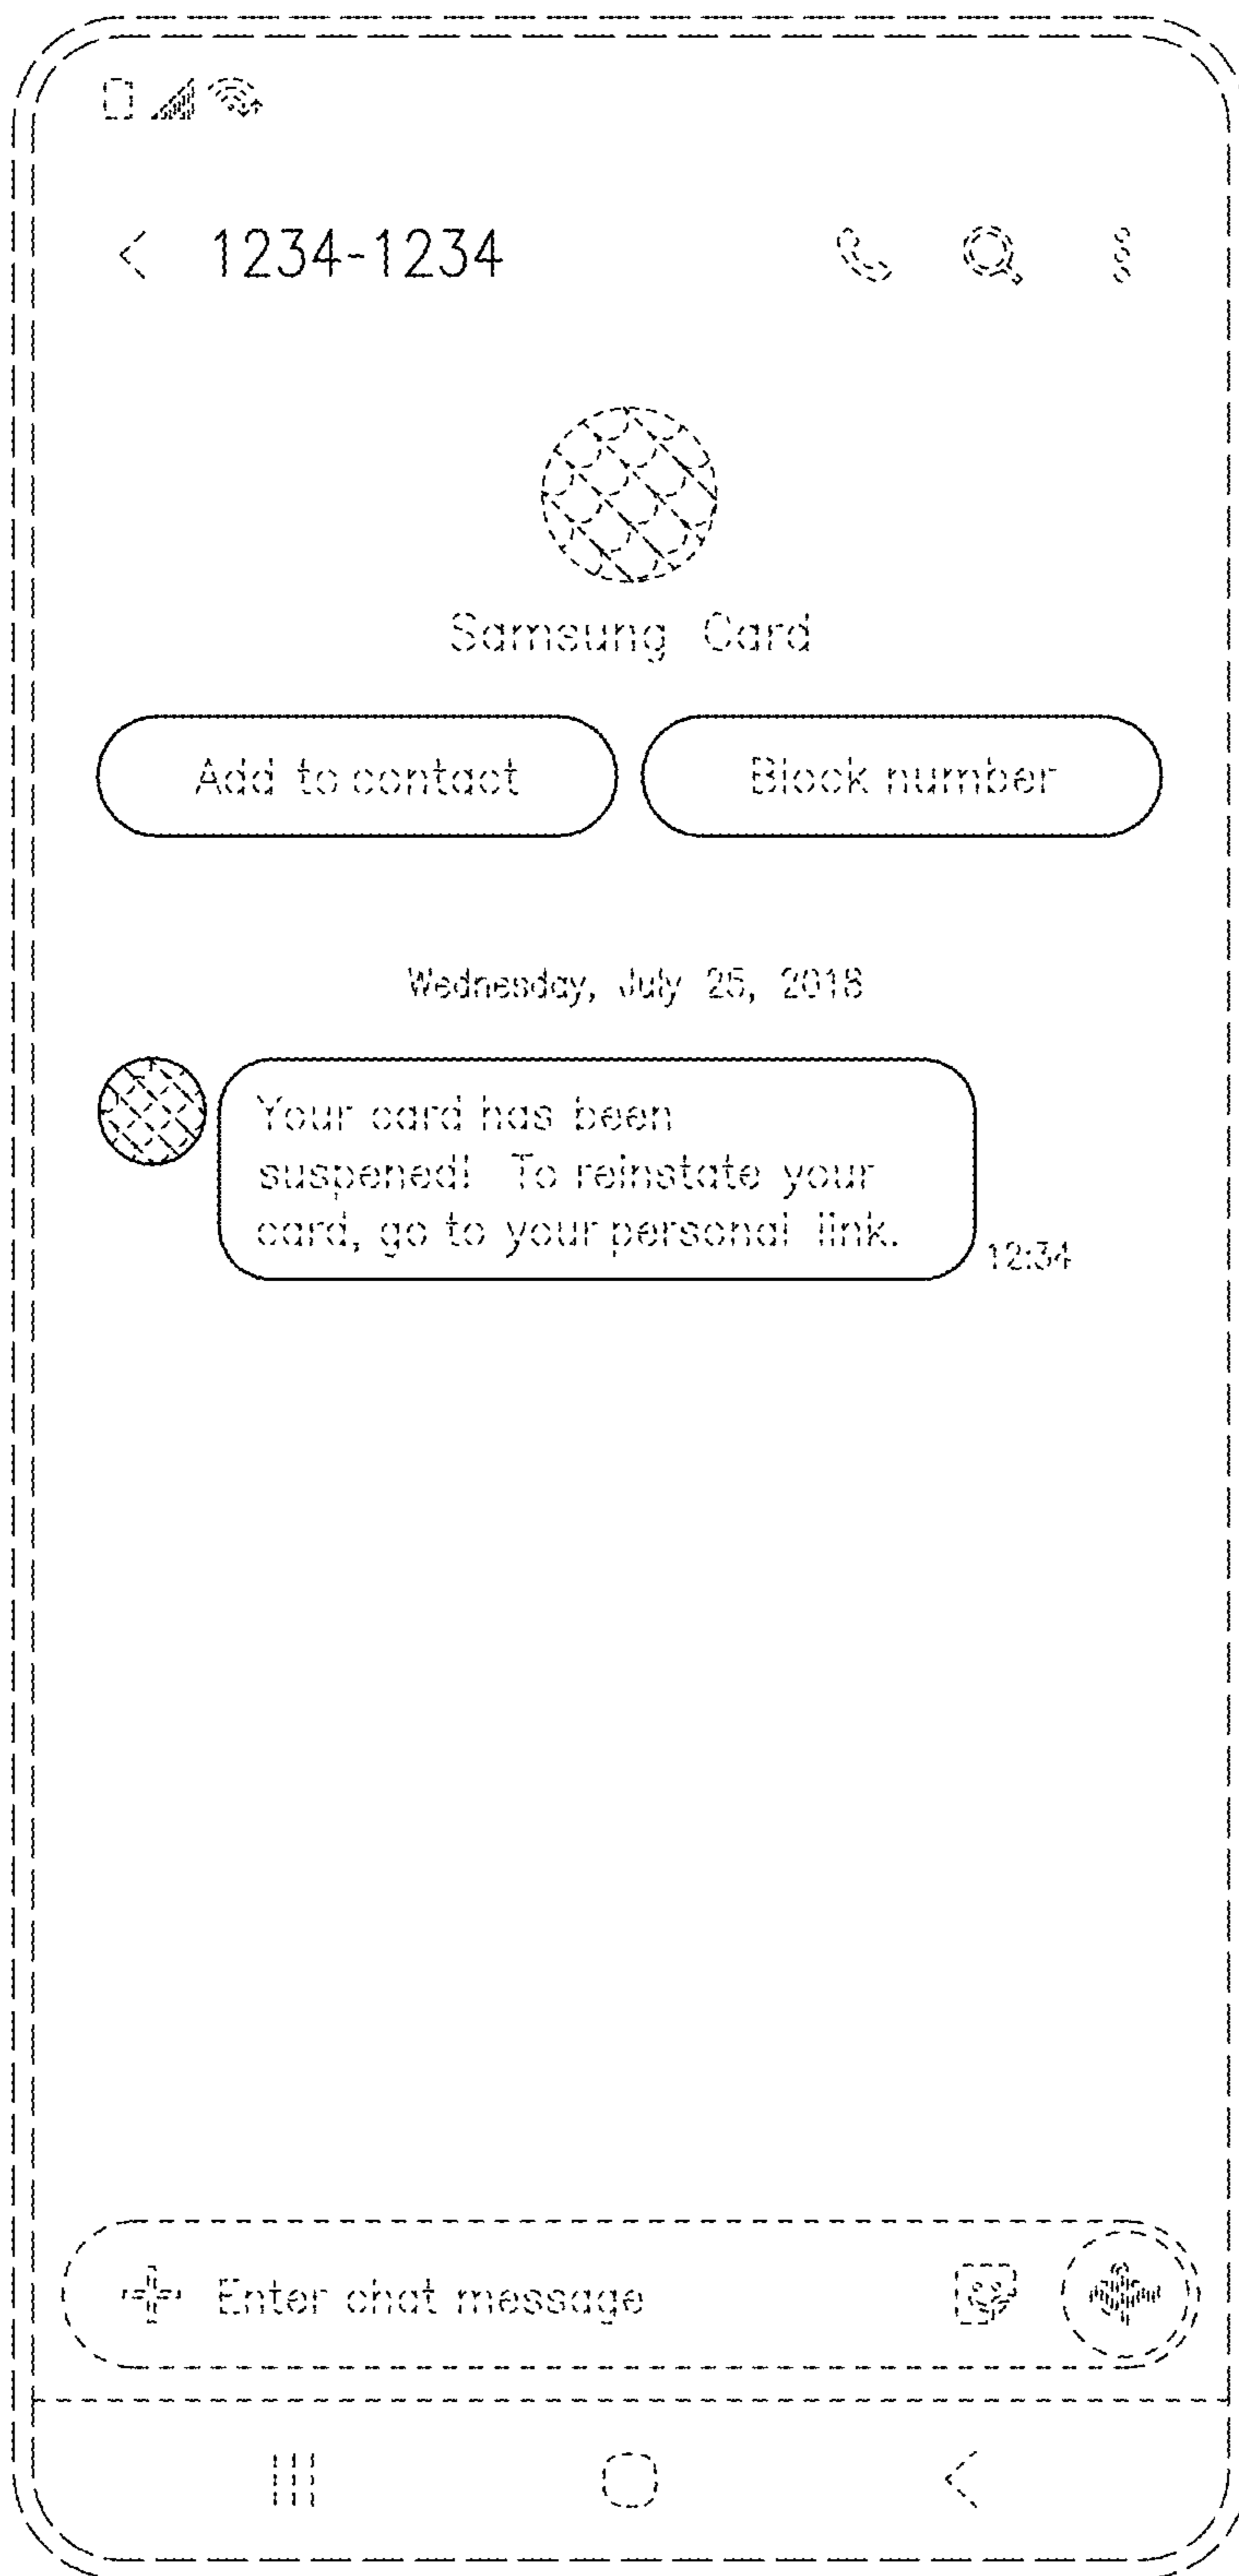 1234-1234
Samsung Card
Add to contact
Block number
Wednesday, July 25, 2018
Your card has been
suspened! To reinstate your
card, go to your personal link.
12:34
Enter chat message